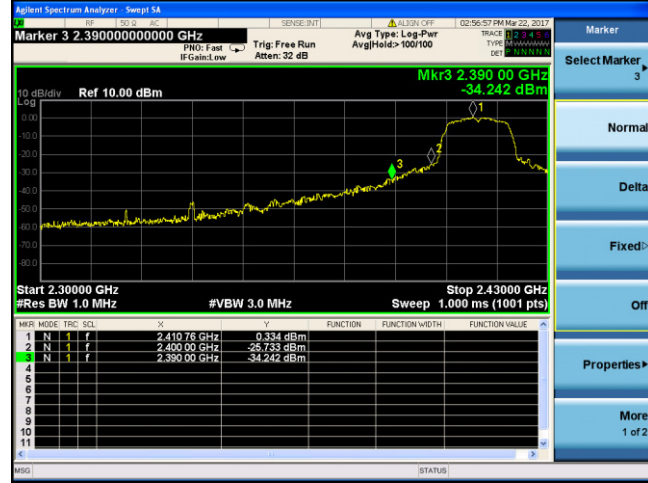 Agilent Spectrum Analyzer - Swept SA
RF 50 Ω AC SENSE:INT ALIGN OFF 02:56:57 PM Mar 22, 2017
Marker 3 2.390000000000 GHz
PNO: Fast
IFGain:Low
Trig: Free Run
Atten: 32 dB
Avg Type: Log-Pwr
Avg|Hold:> 100/100
TRACE 1 2 3 4 5 6
TYPE MWWWWW
DET P N N N N N
Mkr3 2.390 00 GHz
-34.242 dBm
10 dB/div Ref 10.00 dBm
Log
0.00
-10.0
-20.0
-30.0
-40.0
-50.0
-60.0
-70.0
-80.0
1
2
3
Start 2.30000 GHz Stop 2.43000 GHz
#Res BW 1.0 MHz #VBW 3.0 MHz Sweep 1.000 ms (1001 pts)
MKR MODE TRC SCL X Y FUNCTION FUNCTION WIDTH FUNCTION VALUE
1 N 1 f 2.410 76 GHz 0.334 dBm
2 N 1 f 2.400 00 GHz -25.733 dBm
3 N 1 f 2.390 00 GHz -34.242 dBm
4
5
6
7
8
9
10
11
MSG STATUS
Marker
Select Marker
3
Normal
Delta
Fixed
Off
Properties
More
1 of 2